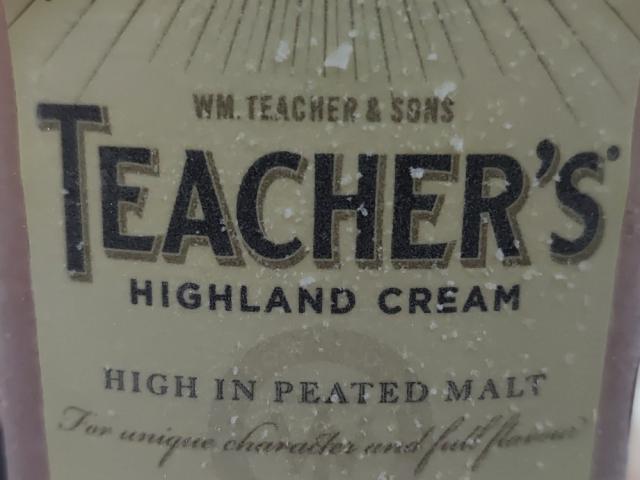 WM. TEACHER & SONS
TEACHER'S
HIGHLAND CREAM
HIGH IN PEATED MALT
For unique character and full flavour